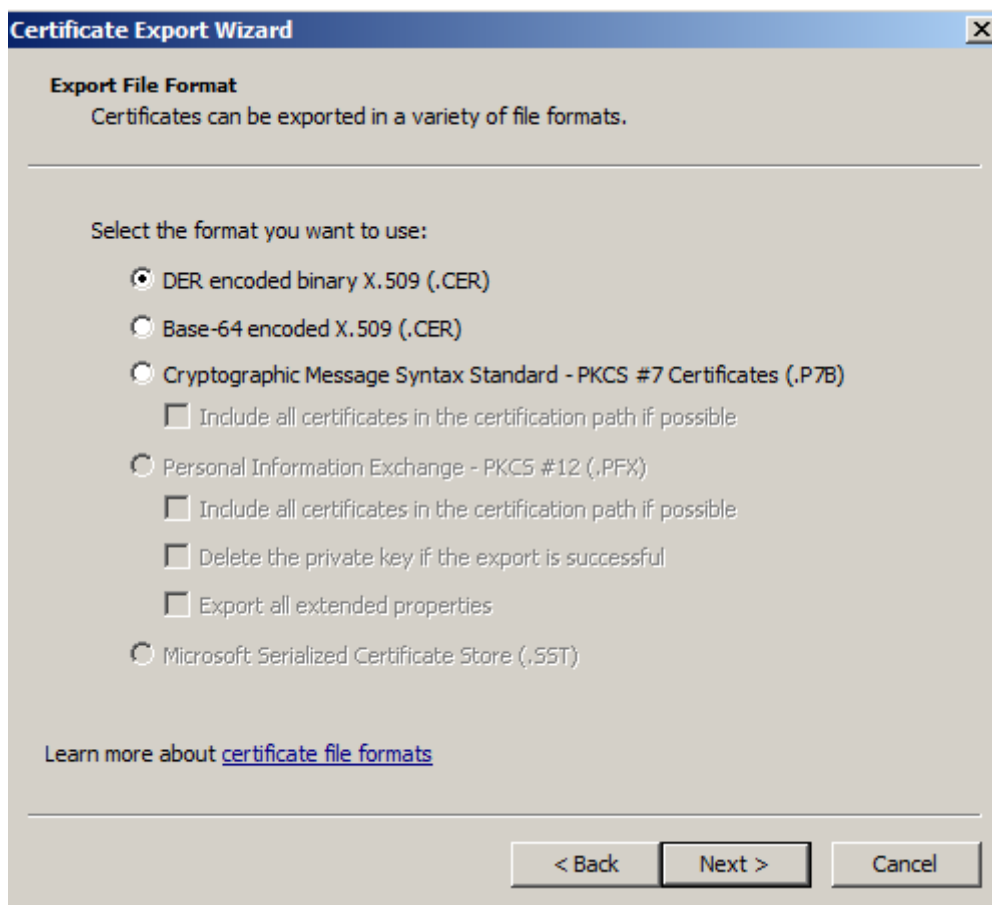 Certificate Export Wizard
Export File Format
Certificates can be exported in a variety of file formats.
Select the format you want to use:
DER encoded binary X.509 (.CER)
Base-64 encoded X.509 (.CER)
Cryptographic Message Syntax Standard - PKCS #7 Certificates (.P7B)
Include all certificates in the certification path if possible
Personal Information Exchange - PKCS #12 (.PFX)
Include all certificates in the certification path if possible
Delete the private key if the export is successful
Export all extended properties
Microsoft Serialized Certificate Store (.SST)
Learn more about certificate file formats
< Back Next > Cancel